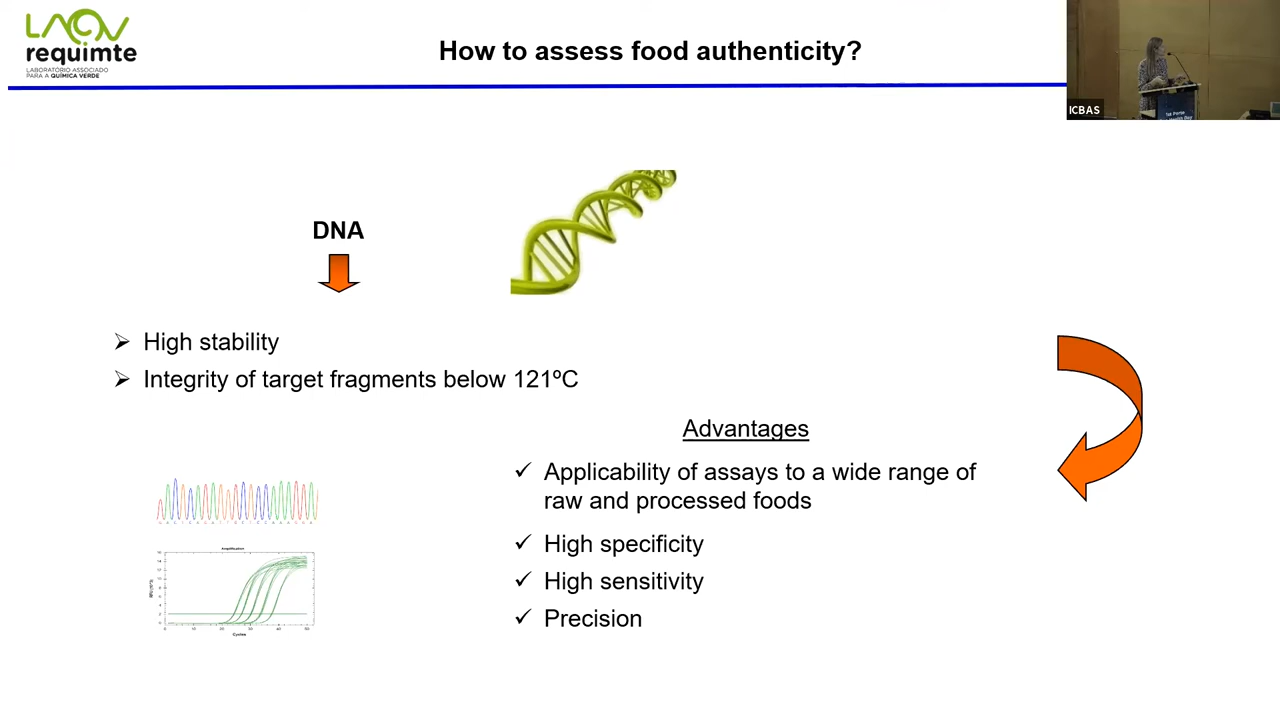 LAQV
requimte
LABORATÓRIO ASSOCIADO
PARA A QUÍMICA VERDE
How to assess food authenticity?
ICBAS
1st Porto
DNA
High stability
Integrity of target fragments below 121ºC
Advantages
Applicability of assays to a wide range of
raw and processed foods
High specificity
High sensitivity
Precision
Amplification
Cycles